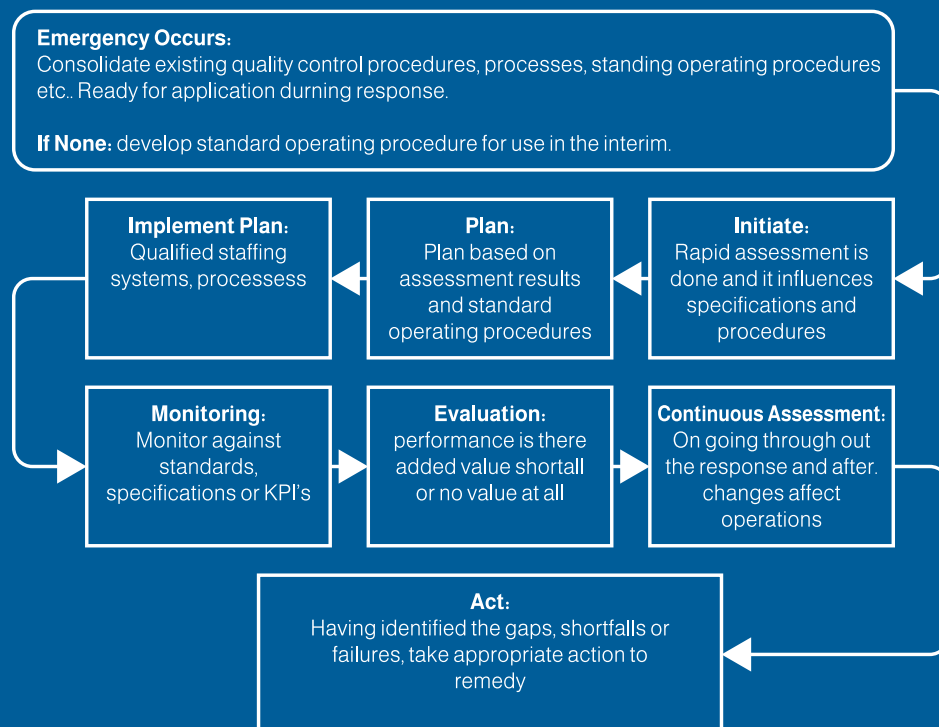 Emergency Occurs:
Consolidate existing quality control procedures, processes, standing operating procedures
etc.. Ready for application durning response.
If None: develop standard operating procedure for use in the interim.
Initiate:
Rapid assessment is
done and it influences
specifications and
procedures
Plan:
Plan based on
assessment results
and standard
operating procedures
Implement Plan:
Qualified staffing
systems, processess
Monitoring:
Monitor against
standards,
specifications or KPI's
Evaluation:
performance is there
added value shortall
or no value at all
Continuous Assessment:
On going through out
the response and after.
changes affect
operations
Act:
Having identified the gaps, shortfalls or
failures, take appropriate action to
remedy